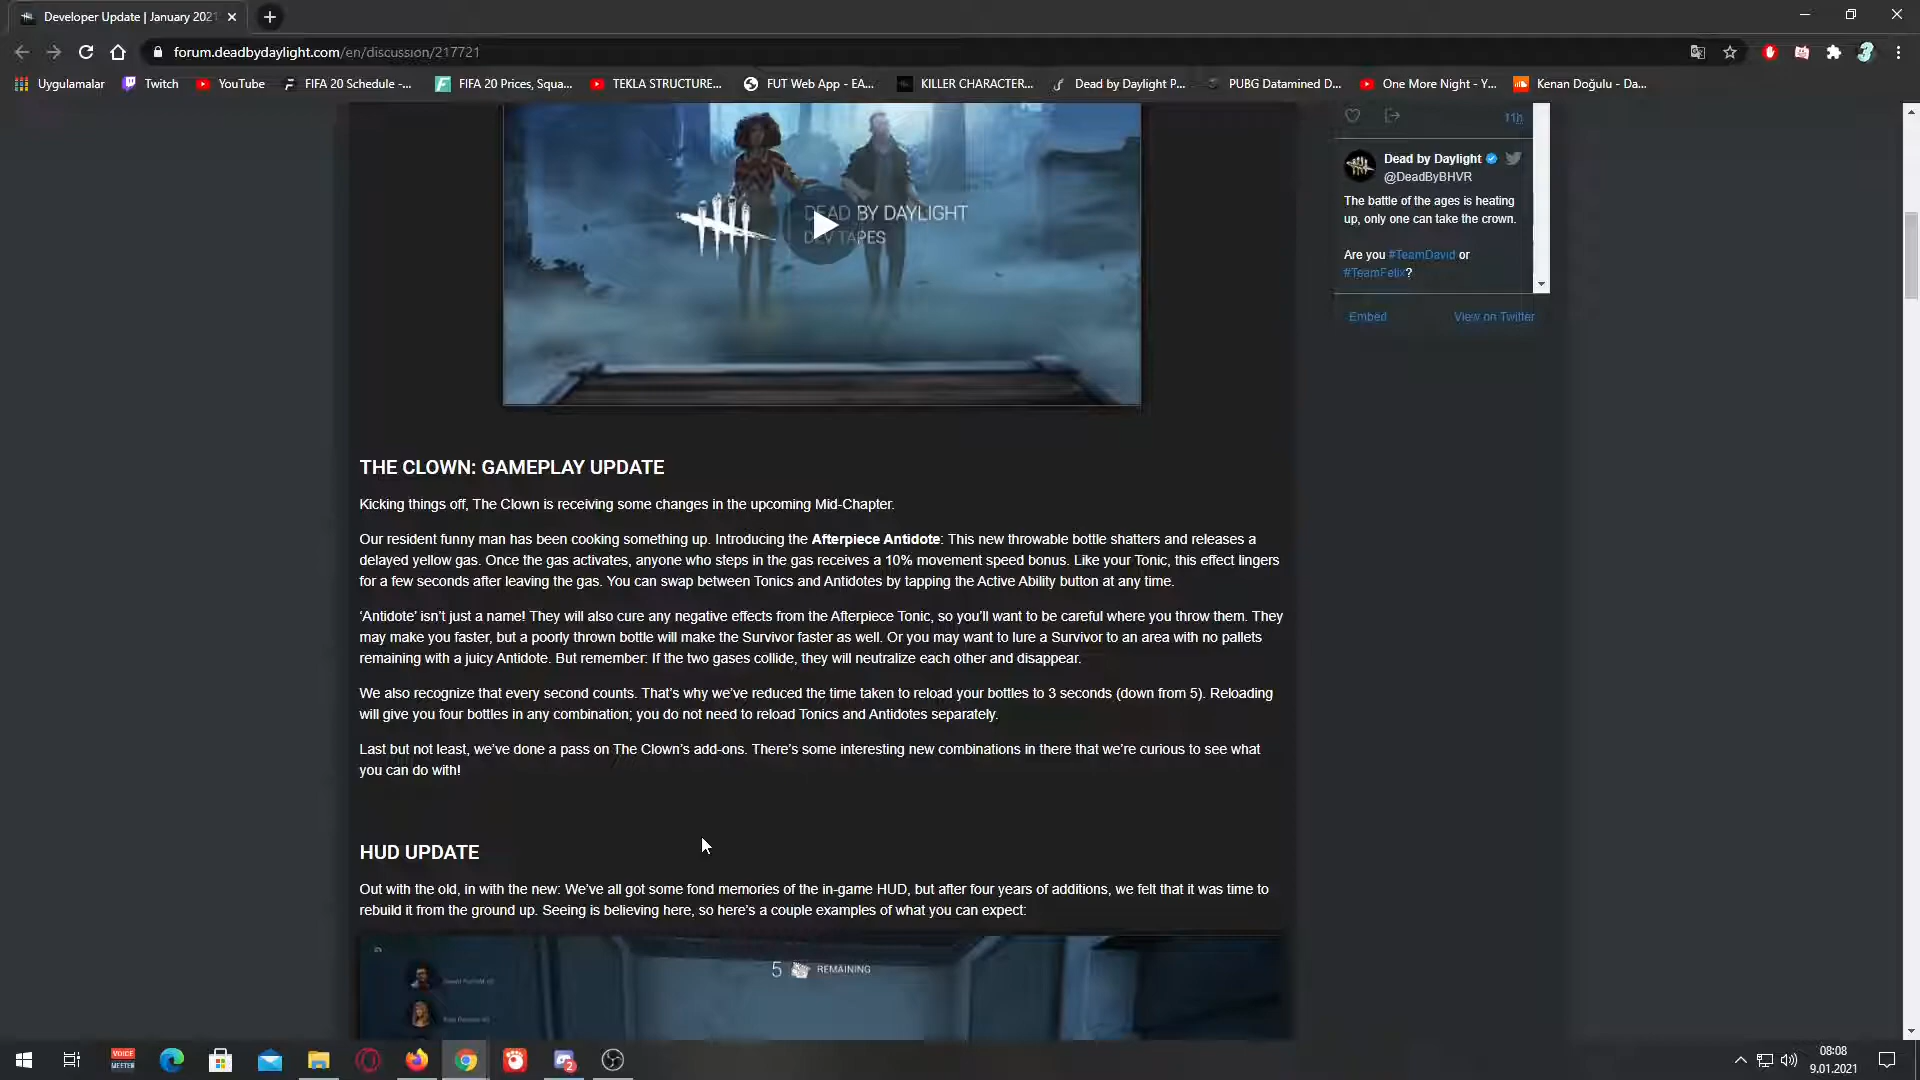 Developer Update | January 2021
forum.deadbydaylight.com/en/discussion/217721
Uygulamalar
Twitch
YouTube
FIFA 20 Schedule -...
FIFA 20 Prices, Squa...
TEKLA STRUCTURE...
FUT Web App - EA...
KILLER CHARACTER...
Dead by Daylight P...
PUBG Datamined D...
One More Night - Y...
Kenan Doğulu - Da...
DEAD BY DAYLIGHT
DEV TAPES
11h
Dead by Daylight
@DeadByBHVR
The battle of the ages is heating
up, only one can take the crown.
Are you #TeamDavid or
#TeamFelix?
Embed
View on Twitter
THE CLOWN: GAMEPLAY UPDATE
Kicking things off, The Clown is receiving some changes in the upcoming Mid-Chapter.
Our resident funny man has been cooking something up. Introducing the Afterpiece Antidote: This new throwable bottle shatters and releases a
delayed yellow gas. Once the gas activates, anyone who steps in the gas receives a 10% movement speed bonus. Like your Tonic, this effect lingers
for a few seconds after leaving the gas. You can swap between Tonics and Antidotes by tapping the Active Ability button at any time.
‘Antidote’ isn’t just a name! They will also cure any negative effects from the Afterpiece Tonic, so you’ll want to be careful where you throw them. They
may make you faster, but a poorly thrown bottle will make the Survivor faster as well. Or you may want to lure a Survivor to an area with no pallets
remaining with a juicy Antidote. But remember: If the two gases collide, they will neutralize each other and disappear.
We also recognize that every second counts. That’s why we’ve reduced the time taken to reload your bottles to 3 seconds (down from 5). Reloading
will give you four bottles in any combination; you do not need to reload Tonics and Antidotes separately.
Last but not least, we’ve done a pass on The Clown’s add-ons. There’s some interesting new combinations in there that we’re curious to see what
you can do with!
HUD UPDATE
Out with the old, in with the new: We’ve all got some fond memories of the in-game HUD, but after four years of additions, we felt that it was time to
rebuild it from the ground up. Seeing is believing here, so here’s a couple examples of what you can expect:
5 REMAINING
VOICE
MEETER
2
08:08
9.01.2021